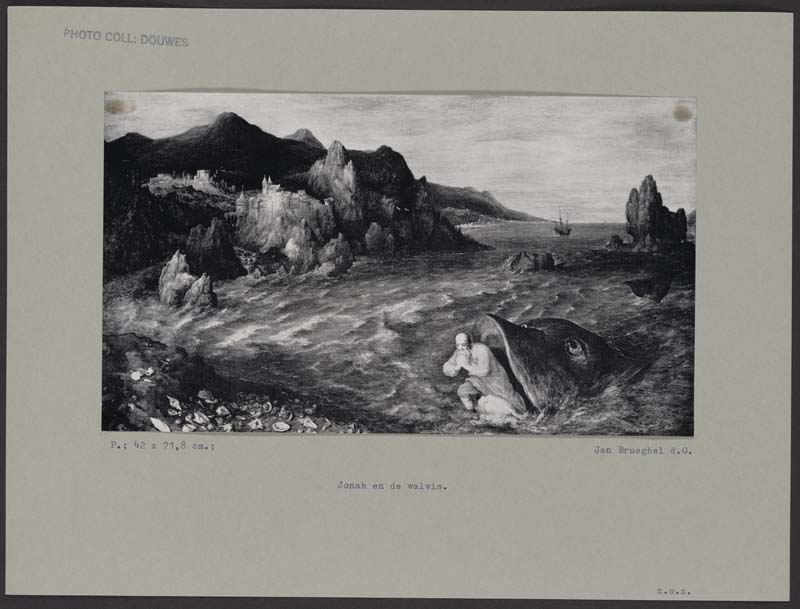 PHOTO COLL: DOUWES
P.; 42 x 71,8 cm.;
Jan Brueghel d.O.
Jonah en de walvis.
z.o.z.